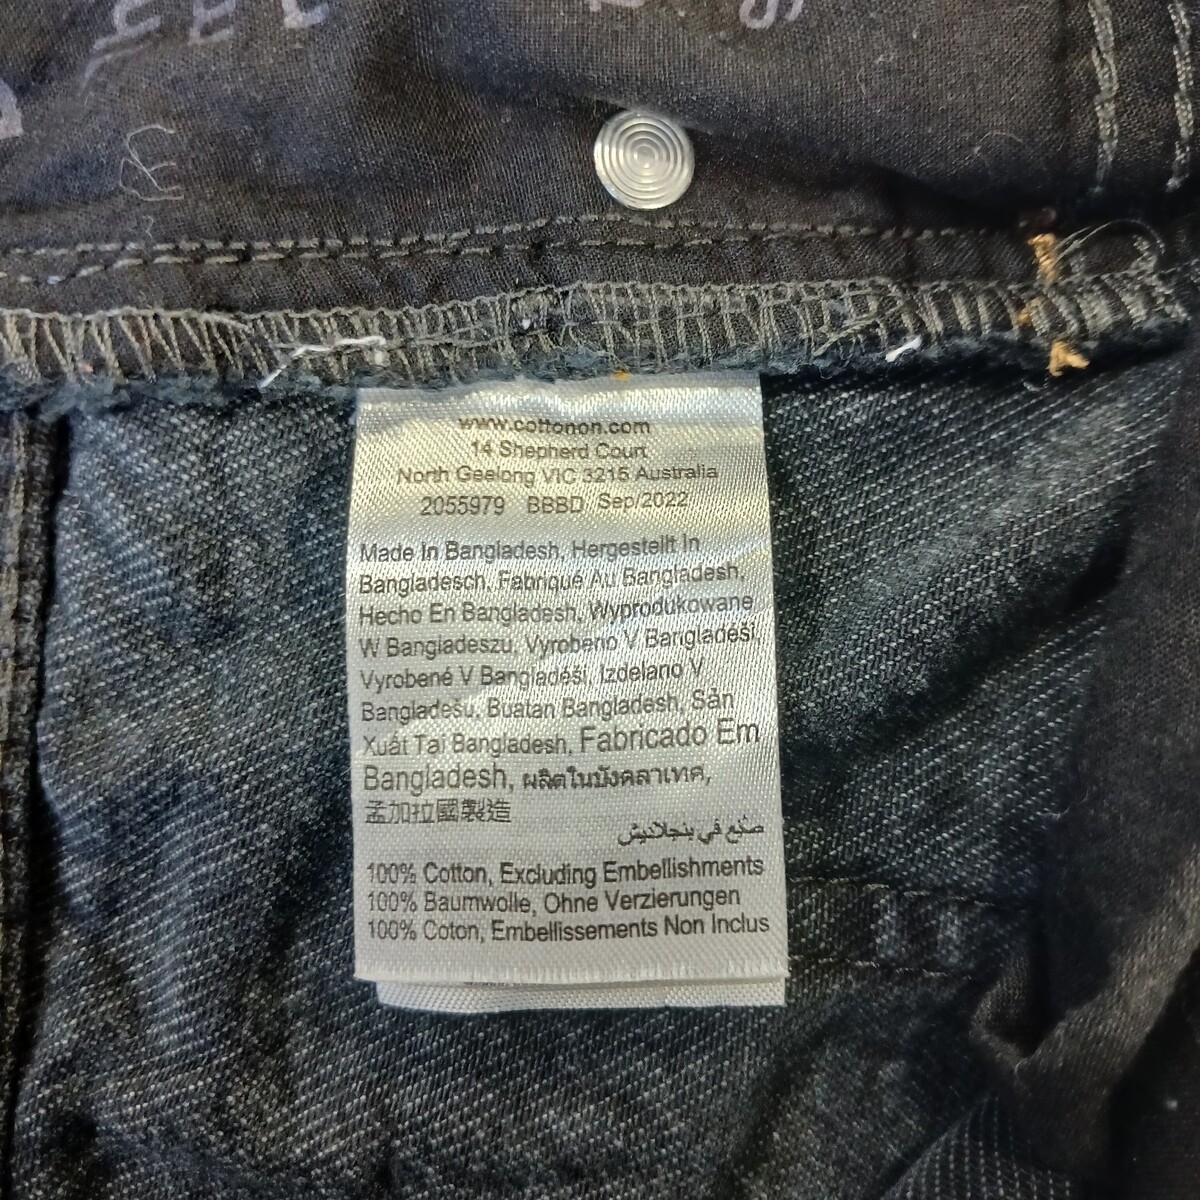 www.cottonon.com
14 Shepherd Court
North Geelong VIC 3215 Australia
2055979 BBBD Sep/2022
Made In Bangladesh, Hergestellt In
Bangladesch, Fabriqué Au Bangladesh,
Hecho En Bangladesh, Wyprodukowane
W Bangladeszu, Vyrobeno V Bangladéši,
Vyrobené V Bangladéši, Izdelano V
Bangladešu, Buatan Bangladesh, Sản
Xuất Tại Bangladesh, Fabricado Em
Bangladesh, ผลิตในบังคลาเทศ,
孟加拉國製造
صُنِع في بنجلاديش
100% Cotton, Excluding Embellishments
100% Baumwolle, Ohne Verzierungen
100% Coton, Embellissements Non Inclus